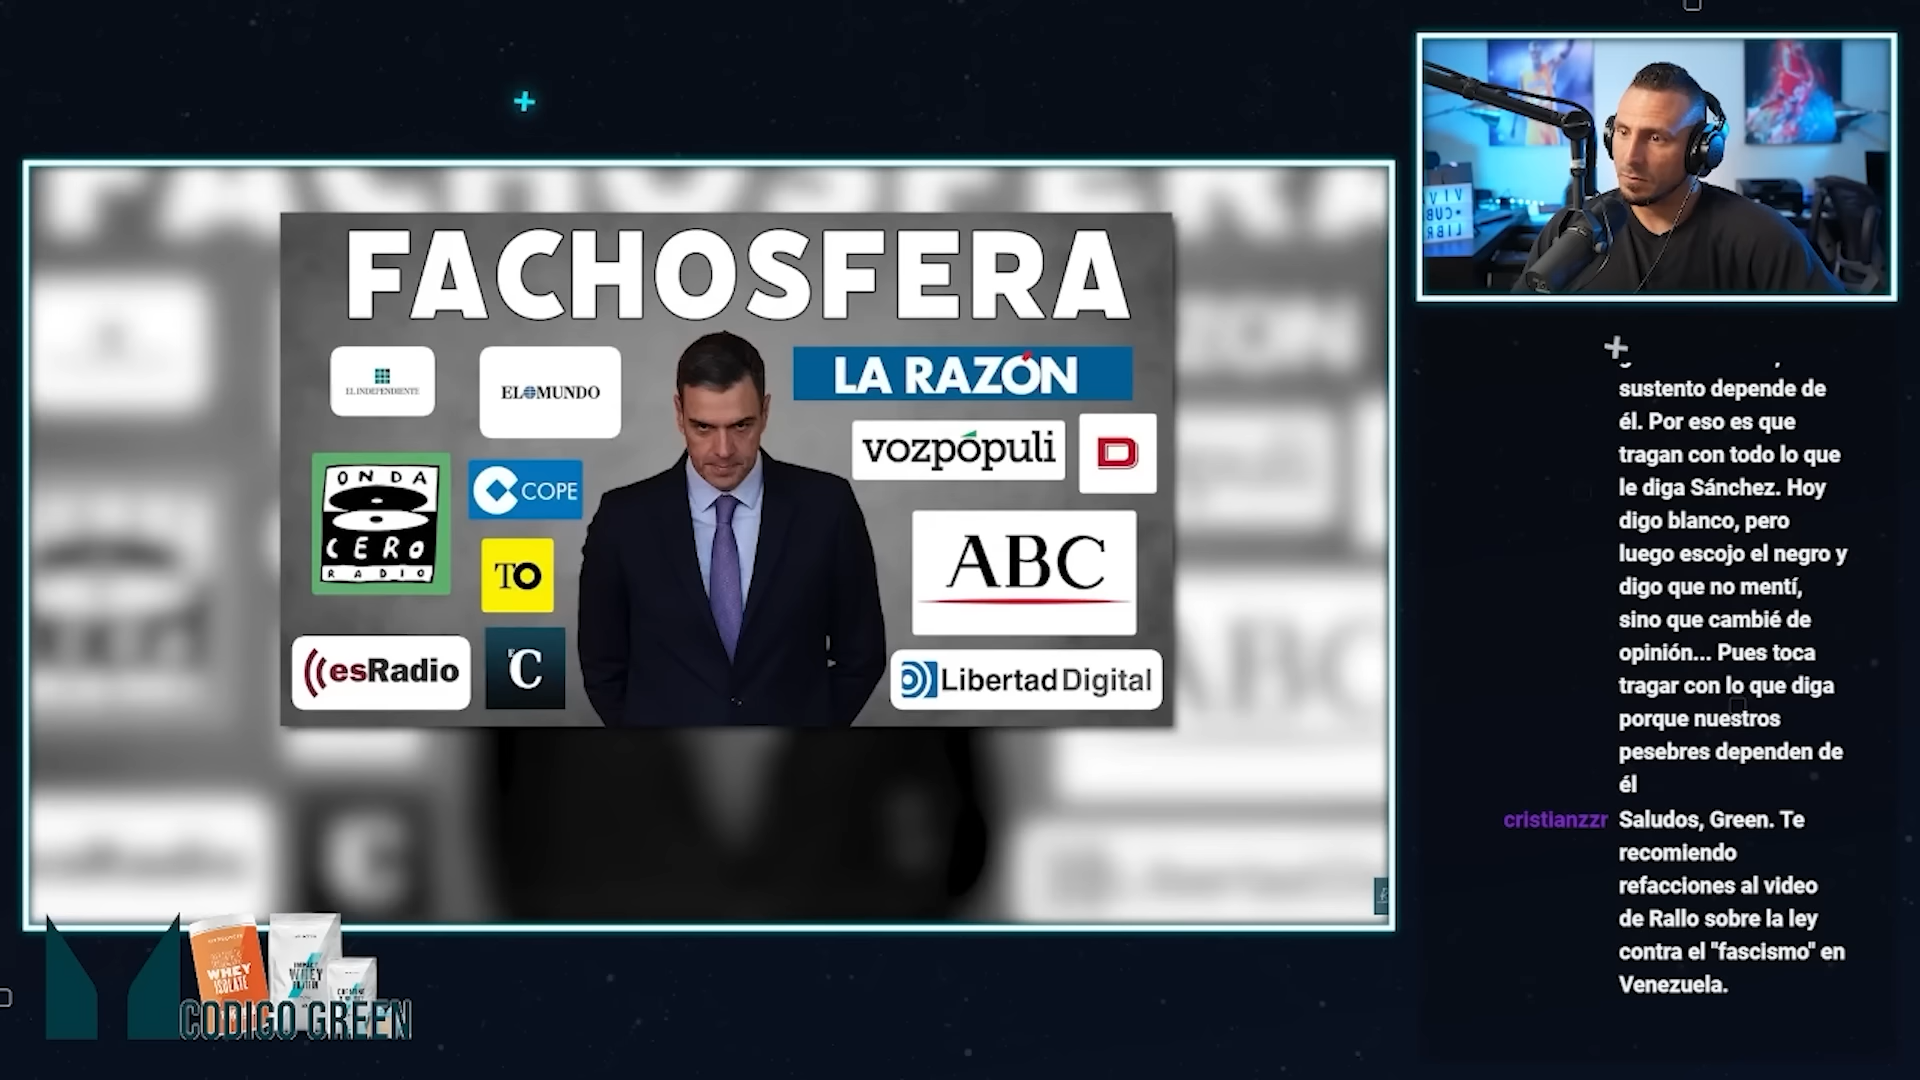 FACHOSFERA
EL INDEPENDIENTE
EL MUNDO
LA RAZÓN
vozpópuli
D
ONDA
CERO
RADIO
COPE
TO
ABC
esRadio
EC
Libertad Digital
VIV
CUB
LIBR
sustento depende de
él. Por eso es que
tragan con todo lo que
le diga Sánchez. Hoy
digo blanco, pero
luego escojo el negro y
digo que no mentí,
sino que cambié de
opinión... Pues toca
tragar con lo que diga
porque nuestros
pesebres dependen de
él
cristianzzr Saludos, Green. Te
recomiendo
refacciones al video
de Rallo sobre la ley
contra el "fascismo" en
Venezuela.
WHEY
ISOLATE
WHEY
CODIGO GREEN